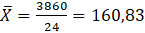 X̅ = 3860/24 = 160,83